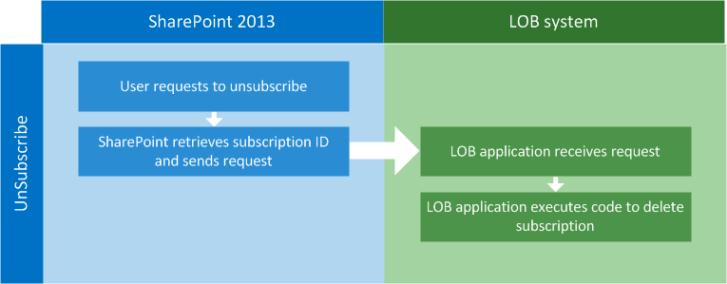 SharePoint 2013
LOB system
UnSubscribe
User requests to unsubscribe
SharePoint retrieves subscription ID
and sends request
LOB application receives request
LOB application executes code to delete
subscription